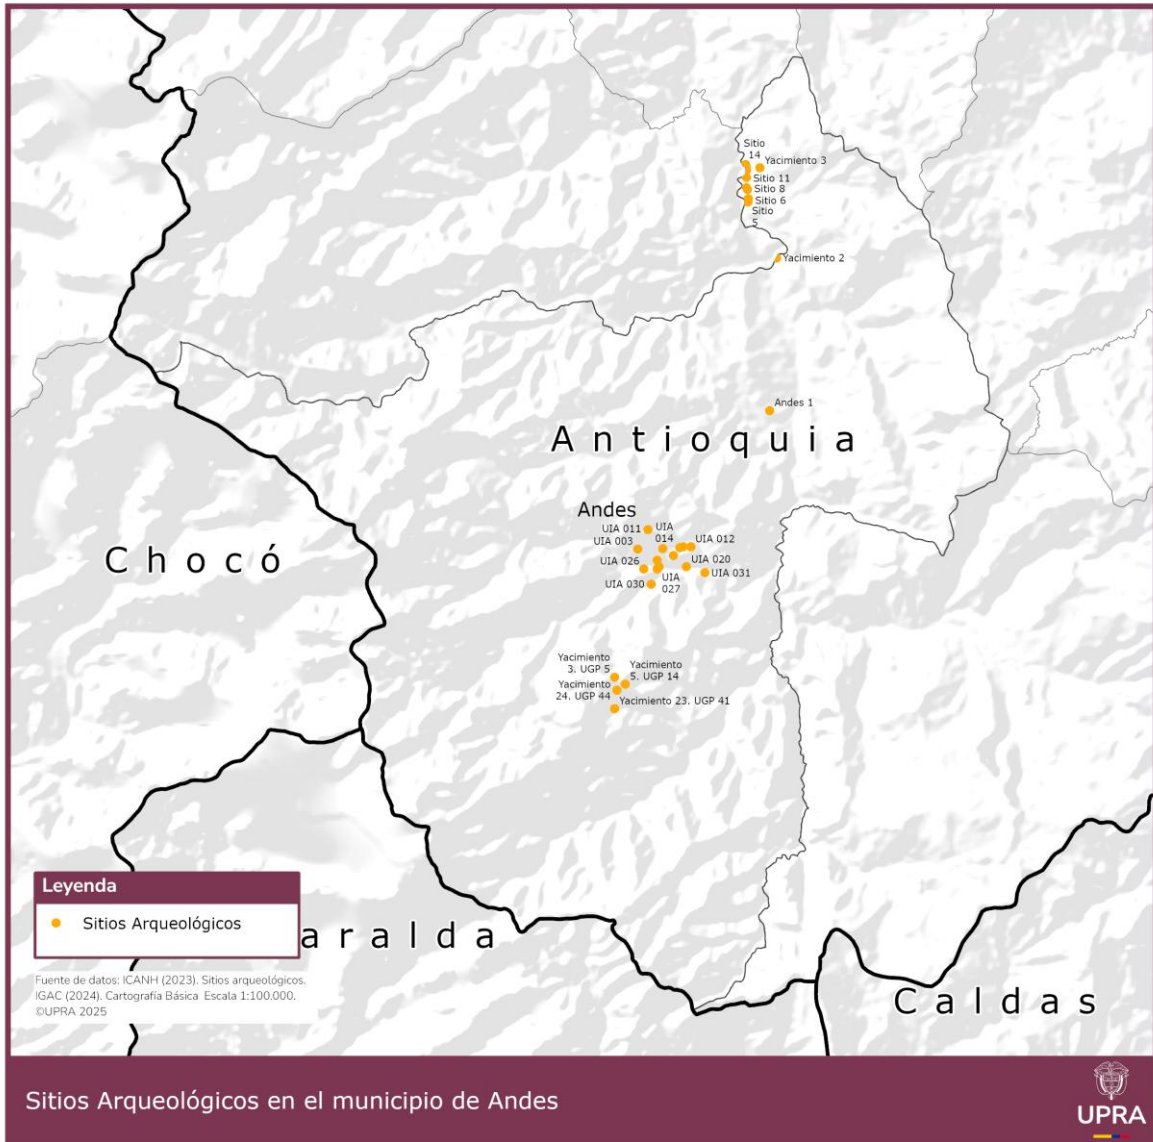 Sitio
14
Yacimiento 3
Sitio 11
Sitio 8
Sitio 6
Sitio
5
Yacimiento 2
Andes 1
Antioquia
Andes
UIA 011
UIA
014
UIA 003
UIA 012
Chocó
UIA 026
UIA 020
UIA 031
UIA 030
UIA
027
Yacimiento
3. UGP 5
Yacimiento
5. UGP 14
Yacimiento
24. UGP 44
Yacimiento 23. UGP 41
Leyenda
Sitios Arqueológicos
aralda
Fuente de datos: ICANH (2023). Sitios arqueológicos.
IGAC (2024). Cartografía Básica Escala 1:100.000.
©UPRA 2025
Caldas
Sitios Arqueológicos en el municipio de Andes
UPRA